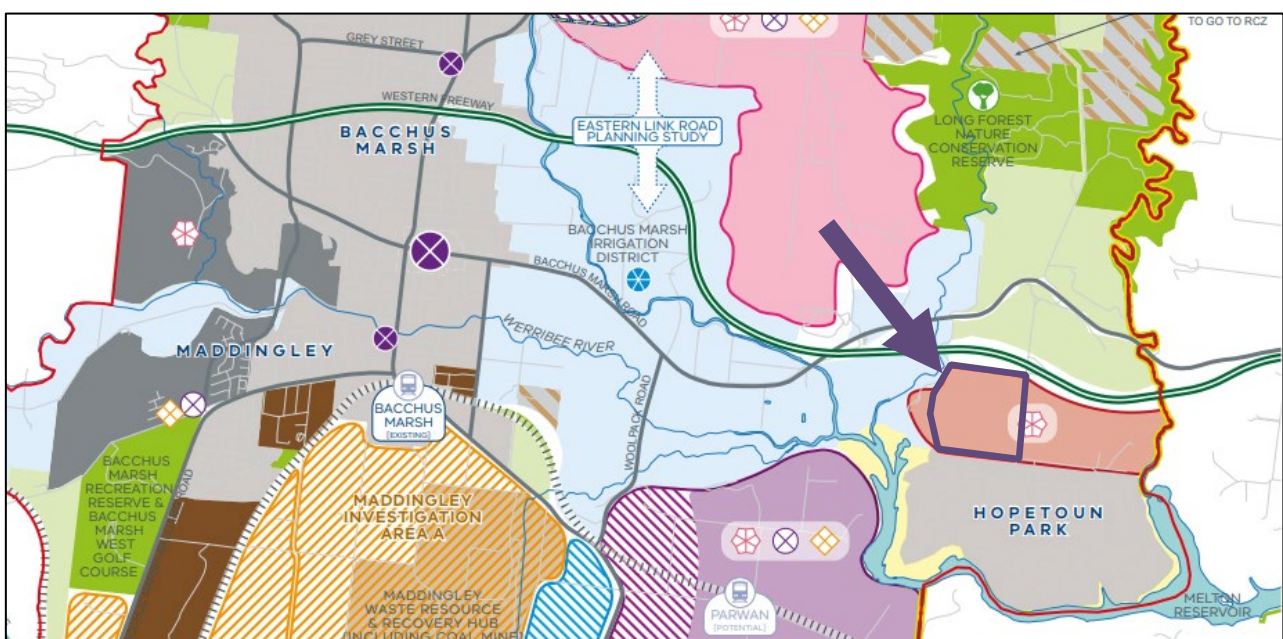 TO GO TO RCZ
GREY STREET
WESTERN FREEWAY
BACCHUS
MARSH
EASTERN LINK ROAD
PLANNING STUDY
LONG FOREST
NATURE
CONSERVATION
RESERVE
BACCHUS MARSH
IRRIGATION
DISTRICT
BACCHUS MARSH ROAD
WERRIBEE RIVER
MADDINGLEY
BACCHUS
MARSH
[EXISTING]
WOOLPACK ROAD
ROAD
BACCHUS
MARSH
RECREATION
RESERVE &
BACCHUS
MARSH
WEST
GOLF
COURSE
MADDINGLEY
INVESTIGATION
AREA A
HOPETOUN
PARK
MADDINGLEY
WASTE RESOURCE
& RECOVERY HUB
(INCLUDING COAL MINE)
PARWAN
[POTENTIAL]
MELTON
RESERVOIR